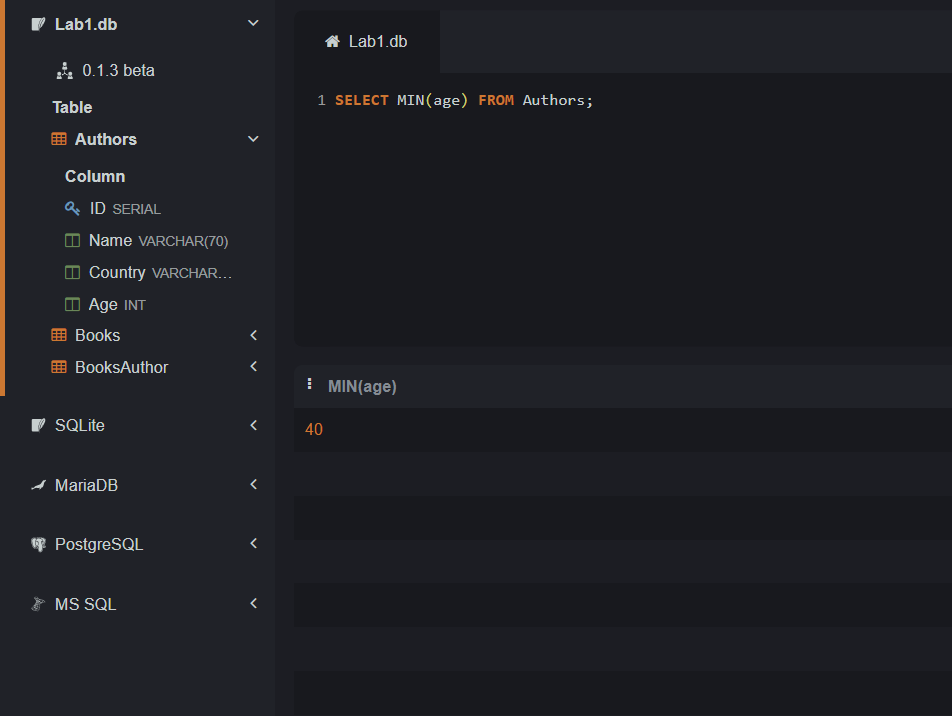 Lab1.db
0.1.3 beta
Table
Authors
Column
ID SERIAL
Name VARCHAR(70)
Country VARCHAR...
Age INT
Books
BooksAuthor
SQLite
MariaDB
PostgreSQL
MS SQL
Lab1.db
1 SELECT MIN(age) FROM Authors;
MIN(age)
40